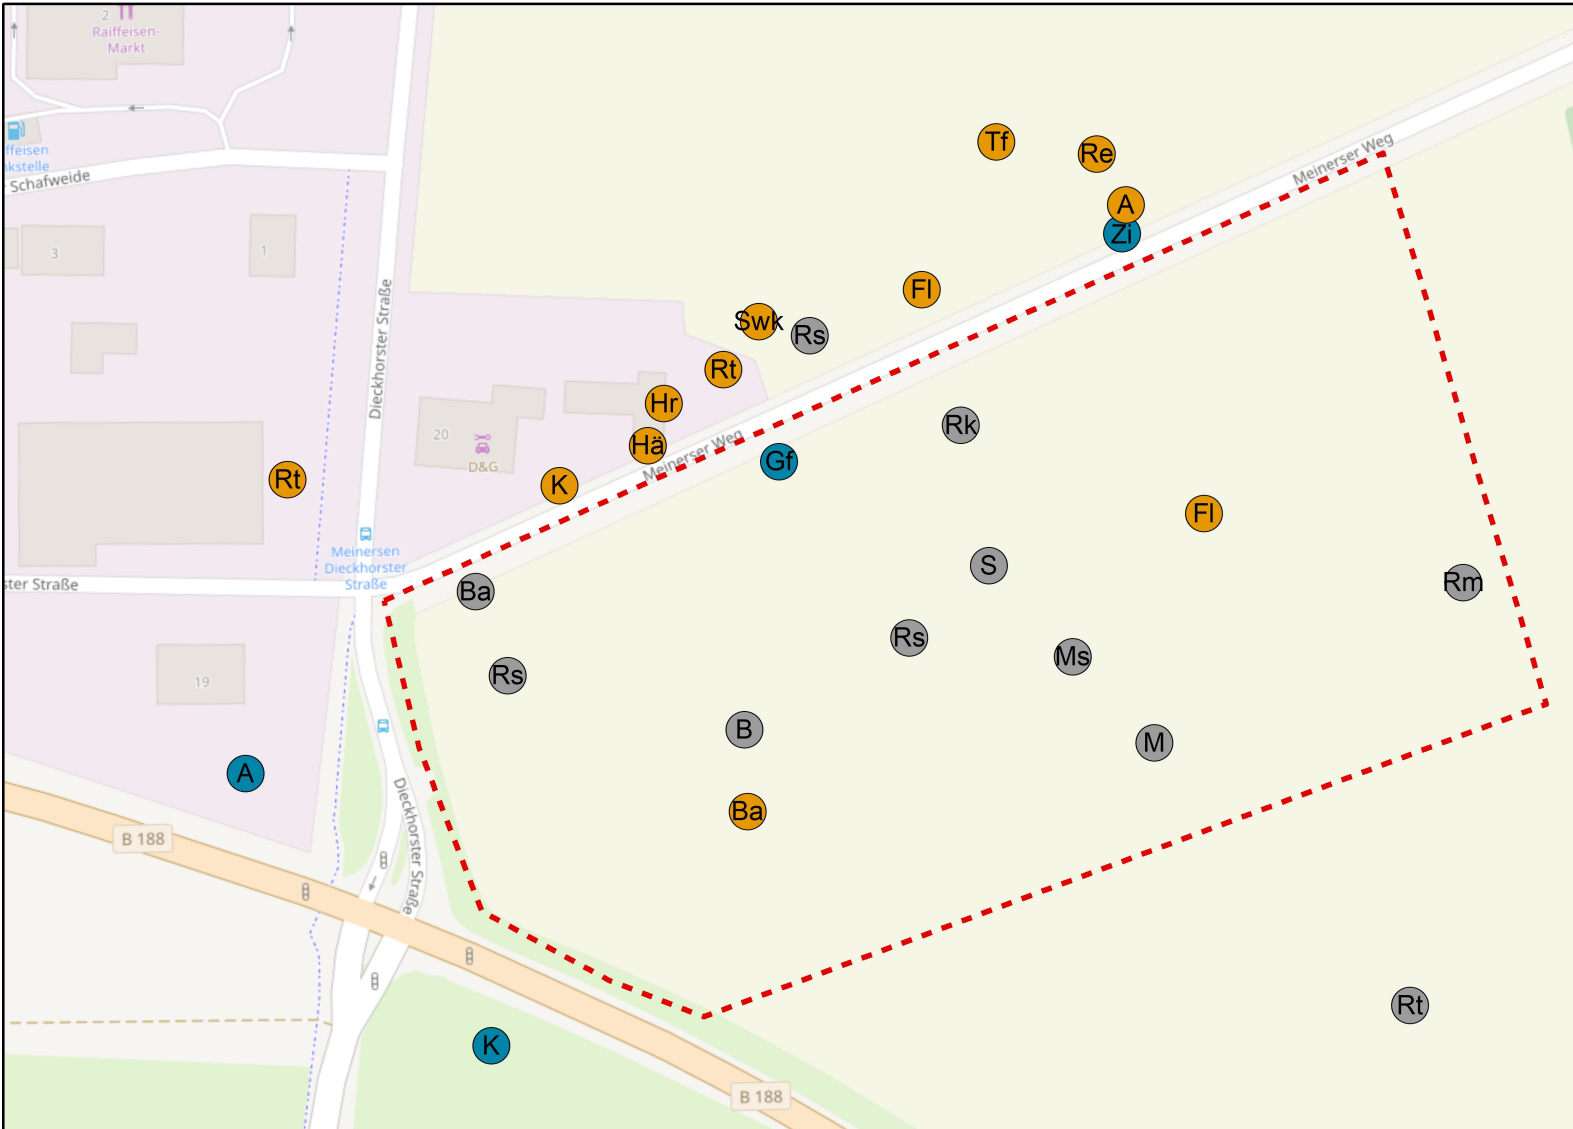 2
Raiffeisen-
Markt
ffeisen
nkstelle
Schafweide
3
1
Dieckhorster Straße
Meinerser Weg
Tf
Re
A
Zi
Fl
Swk
Rs
Rt
Hr
Hä
20
D&G
Meinerser Weg
K
Gf
Rk
Rt
Fl
Meinersen
Dieckhorster
Straße
ster Straße
Ba
S
Rm
Rs
Ms
Rs
19
B
M
A
Ba
Dieckhorster Straße
B 188
Rt
K
B 188